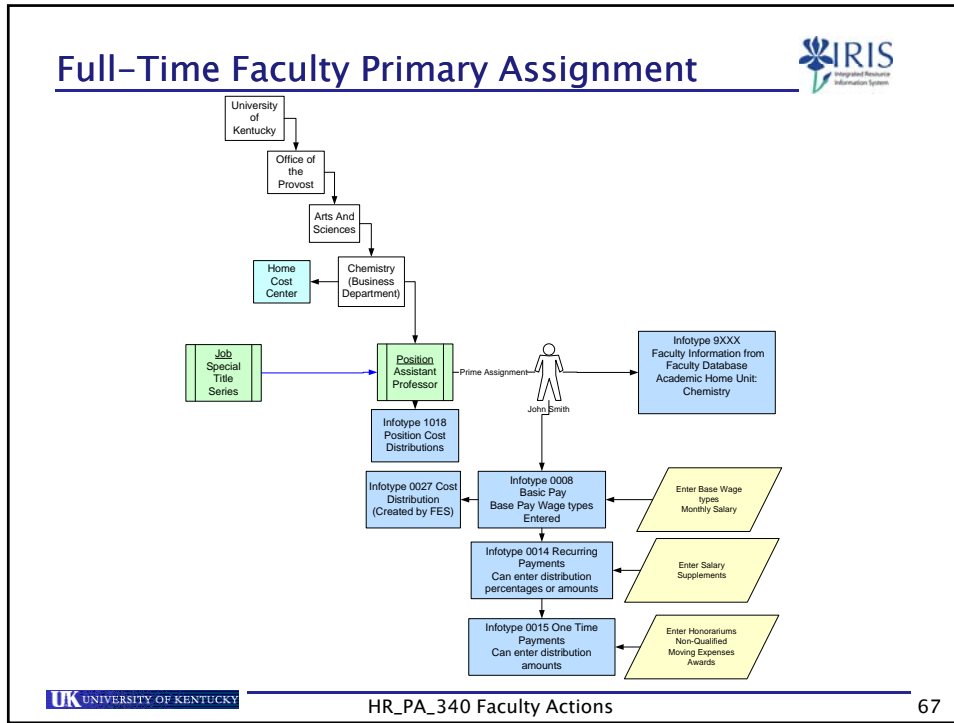 Full-Time Faculty Primary Assignment
IRIS
Integrated Resource
Information System
University
of
Kentucky
Office of
the
Provost
Arts And
Sciences
Home
Cost
Center
Chemistry
(Business
Department)
Job
Special
Title
Series
Position
Assistant
Professor
Prime Assignment
John Smith
Infotype 9XXX
Faculty Information from
Faculty Database
Academic Home Unit:
Chemistry
Infotype 1018
Position Cost
Distributions
Infotype 0027 Cost
Distribution
(Created by FES)
Infotype 0008
Basic Pay
Base Pay Wage types
Entered
Enter Base Wage
types
Monthly Salary
Infotype 0014 Recurring
Payments
Can enter distribution
percentages or amounts
Enter Salary
Supplements
Infotype 0015 One Time
Payments
Can enter distribution
amounts
Enter Honorariums
Non-Qualified
Moving Expenses
Awards
UK UNIVERSITY OF KENTUCKY
HR_PA_340 Faculty Actions
67